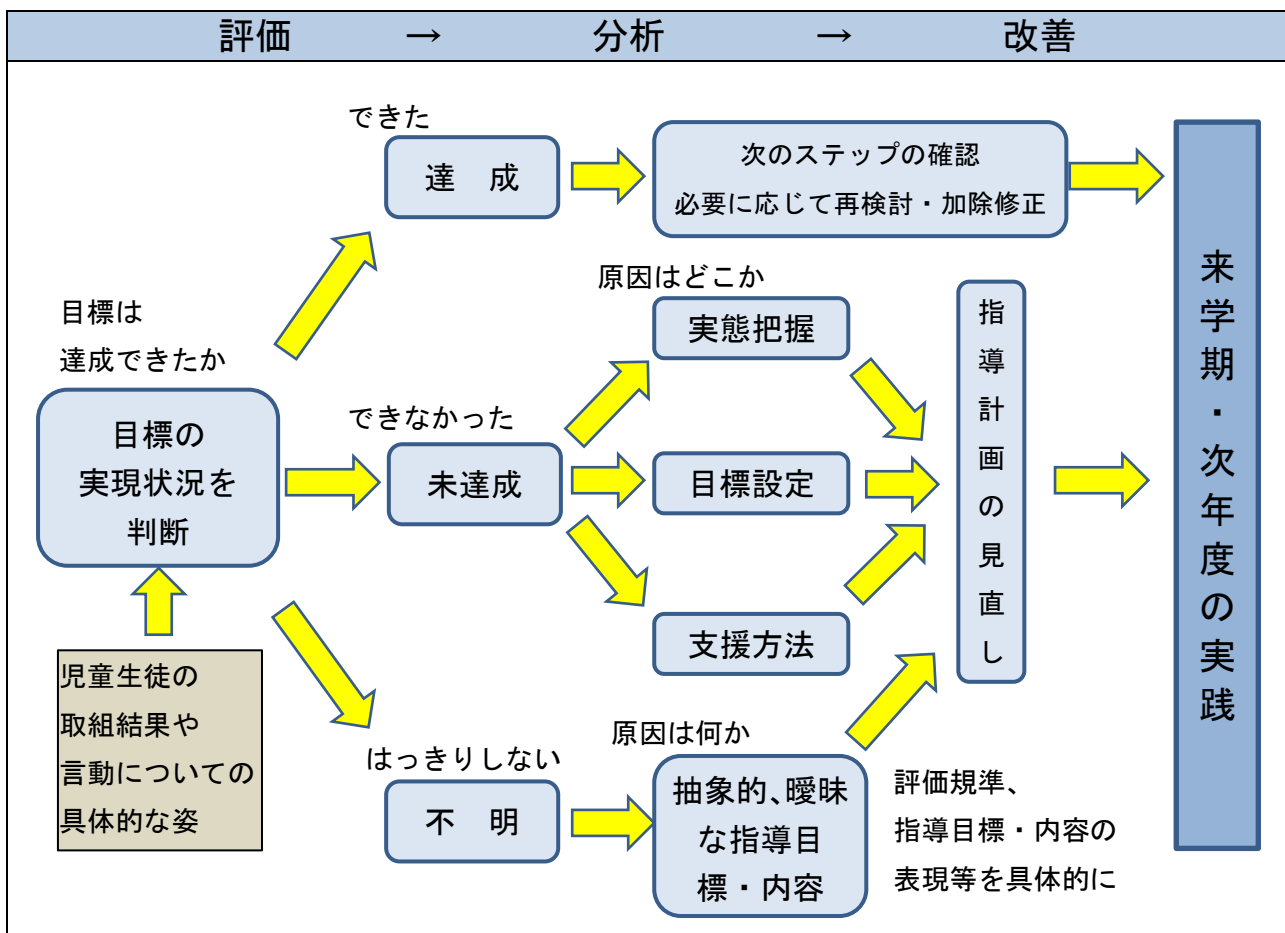 評価 → 分析 → 改善
できた
達 成
次のステップの確認
必要に応じて再検討・加除修正
目標は
達成できたか
目標の
実現状況を
判断
児童生徒の
取組結果や
言動についての
具体的な姿
できなかった
未達成
原因はどこか
実態把握
目標設定
支援方法
はっきりしない
不 明
原因は何か
抽象的、曖昧
な指導目
標・内容
評価規準、
指導目標・内容の
表現等を具体的に
指導計画の見直し
来学期・次年度の実践